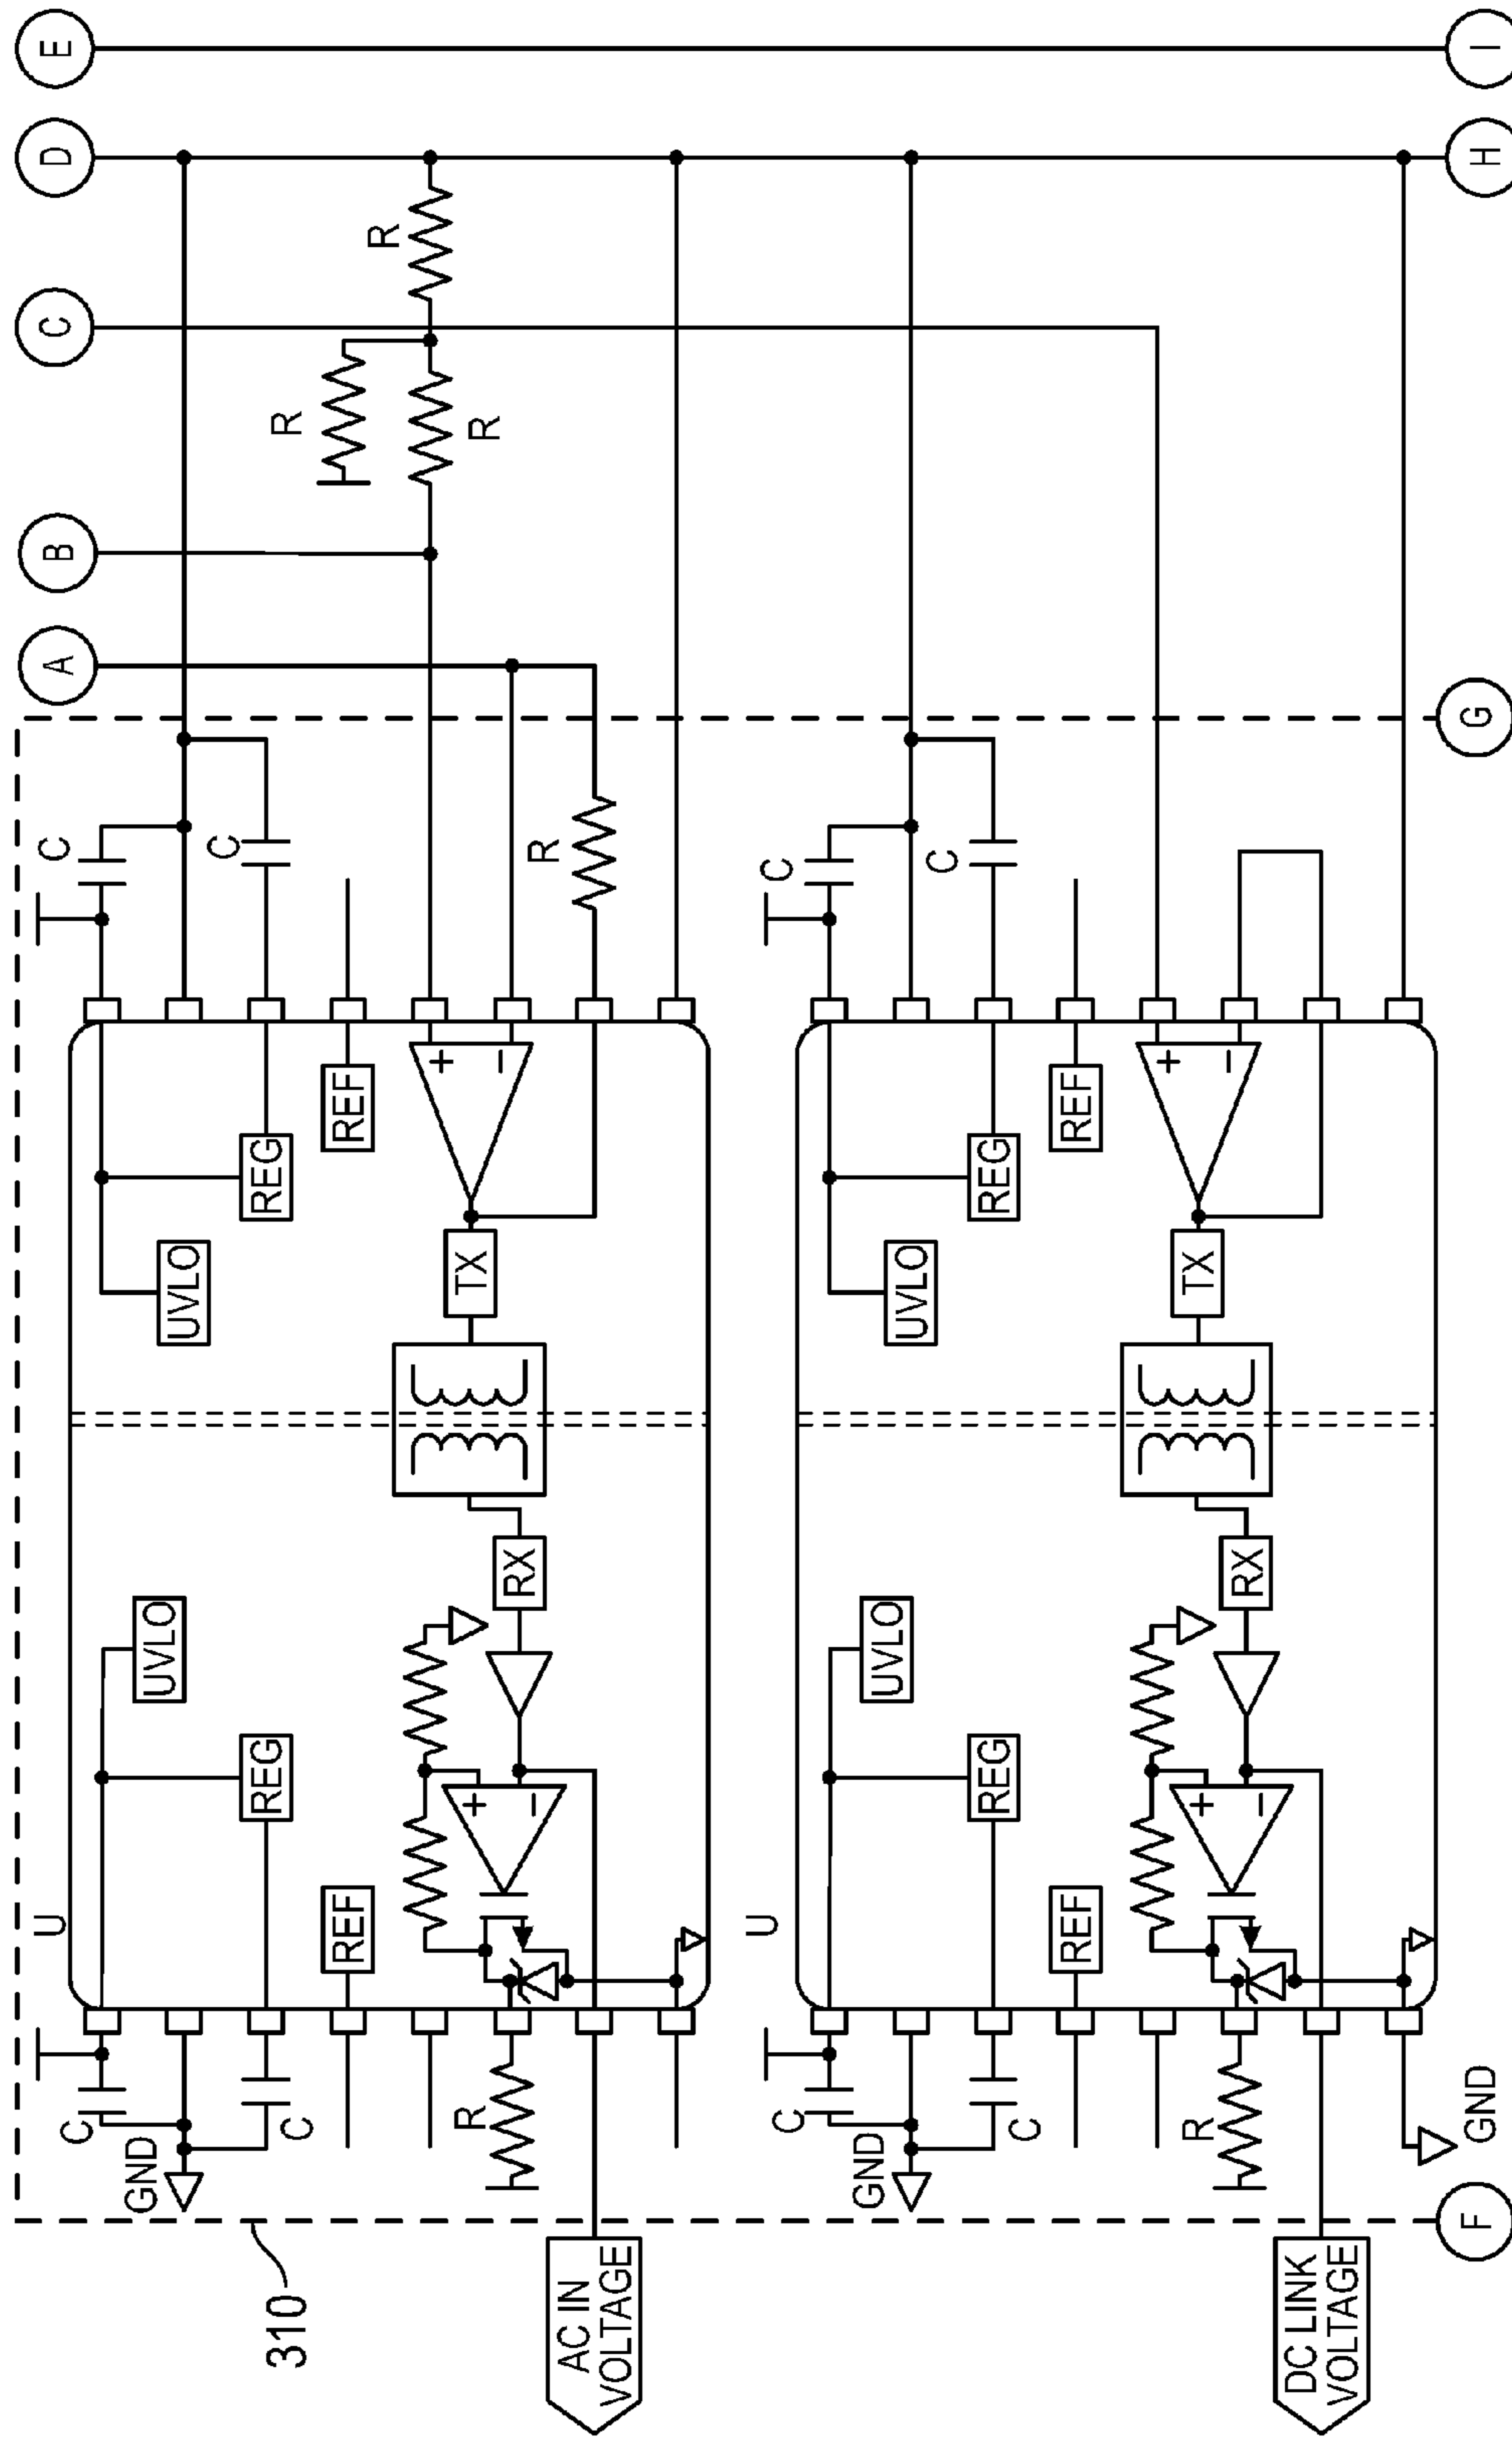 E
D
C
B
A
I
H
G
F
R
R
R
C
C
R
C
C
REF
REG
UVLO
+
−
TX
RX
UVLO
REG
REF
+
−
U
C
GND
C
R
AC IN
VOLTAGE
310
REF
REG
UVLO
+
−
TX
RX
UVLO
REG
REF
+
−
U
C
GND
C
R
GND
DC LINK
VOLTAGE